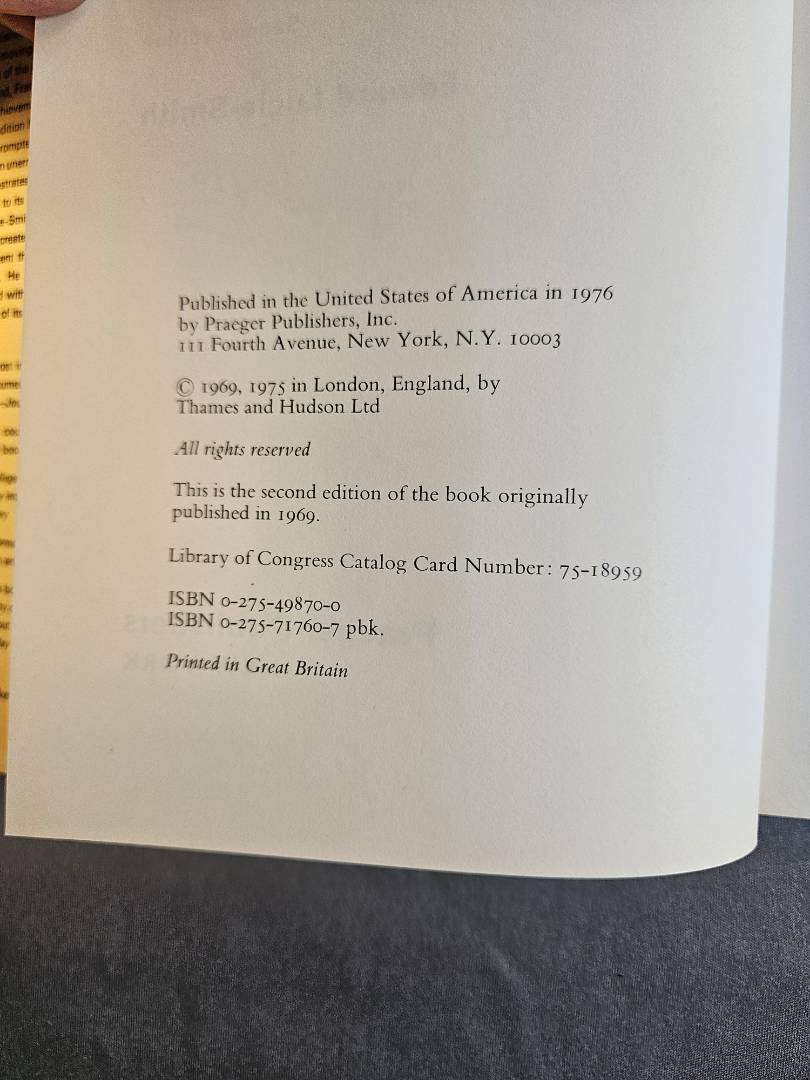 Published in the United States of America in 1976
by Praeger Publishers, Inc.
111 Fourth Avenue, New York, N.Y. 10003
© 1969, 1975 in London, England, by
Thames and Hudson Ltd
All rights reserved
This is the second edition of the book originally
published in 1969.
Library of Congress Catalog Card Number: 75-18959
ISBN 0-275-49870-0
ISBN 0-275-71760-7 pbk.
Printed in Great Britain